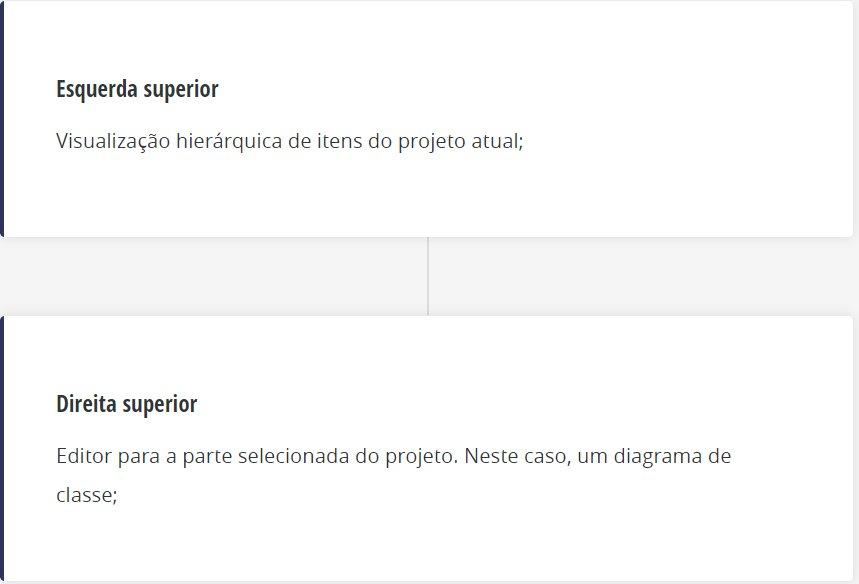 Esquerda superior
Visualização hierárquica de itens do projeto atual;
Direita superior
Editor para a parte selecionada do projeto. Neste caso, um diagrama de
classe;